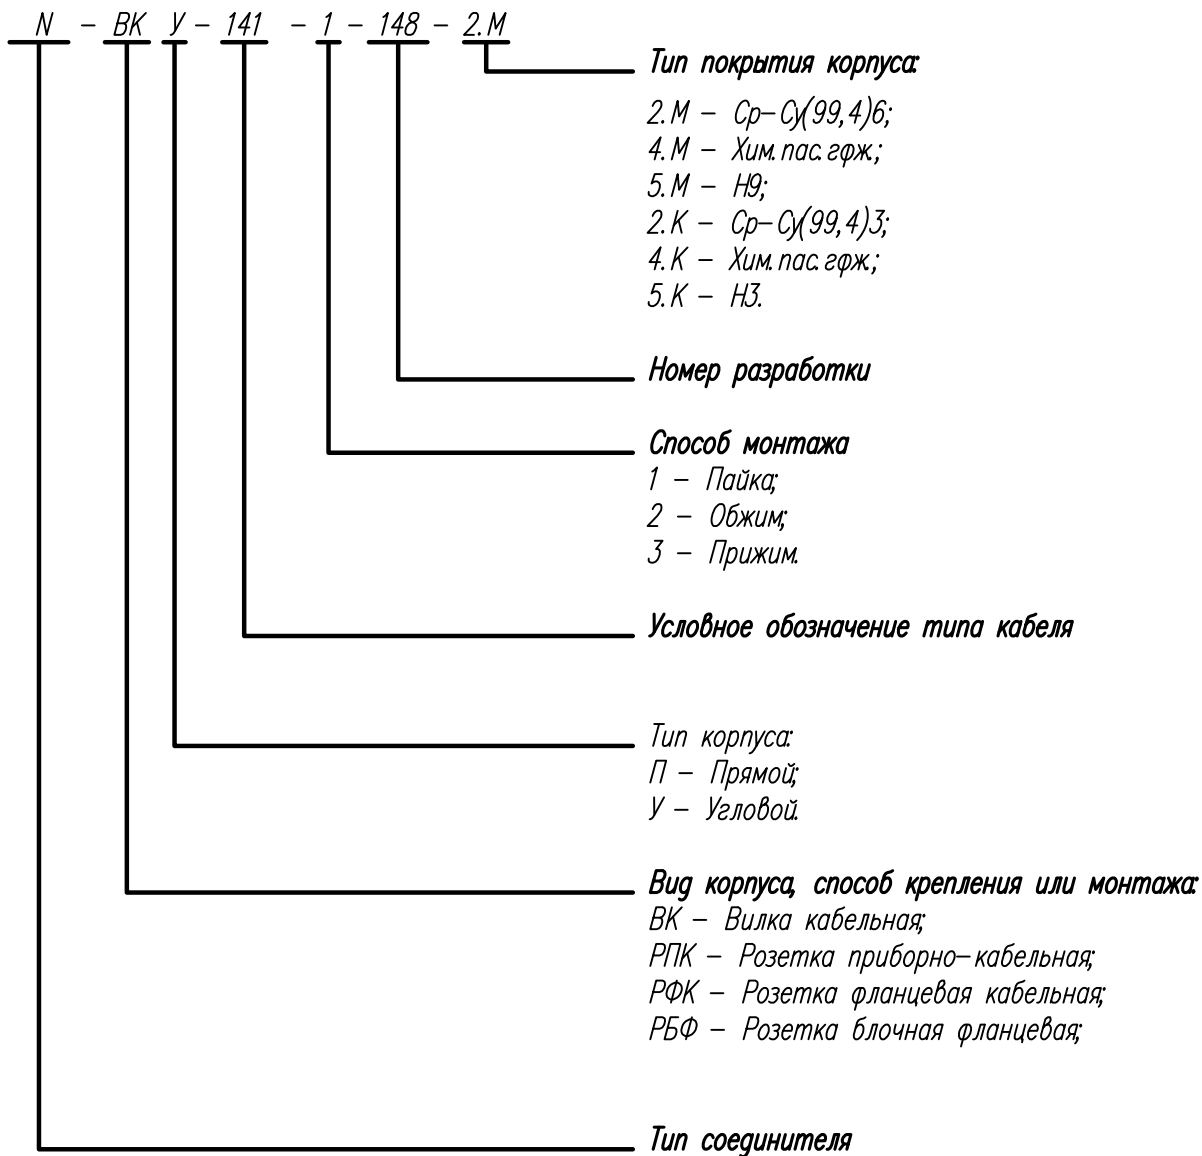 N - ВК У - 141 - 1 - 148 - 2.М
Тип покрытия корпуса:
2.М - Ср-Су(99,4)6;
4.М - Хим.пас.гфж.;
5.М - Н9;
2.К - Ср-Су(99,4)3;
4.К - Хим.пас.гфж.;
5.К - Н3.
Номер разработки
Способ монтажа
1 - Пайка;
2 - Обжим;
3 - Прижим.
Условное обозначение типа кабеля
Тип корпуса:
П - Прямой;
У - Угловой.
Вид корпуса, способ крепления или монтажа:
ВК - Вилка кабельная;
РПК - Розетка приборно-кабельная;
РФК - Розетка фланцевая кабельная;
РБФ - Розетка блочная фланцевая;
Тип соединителя